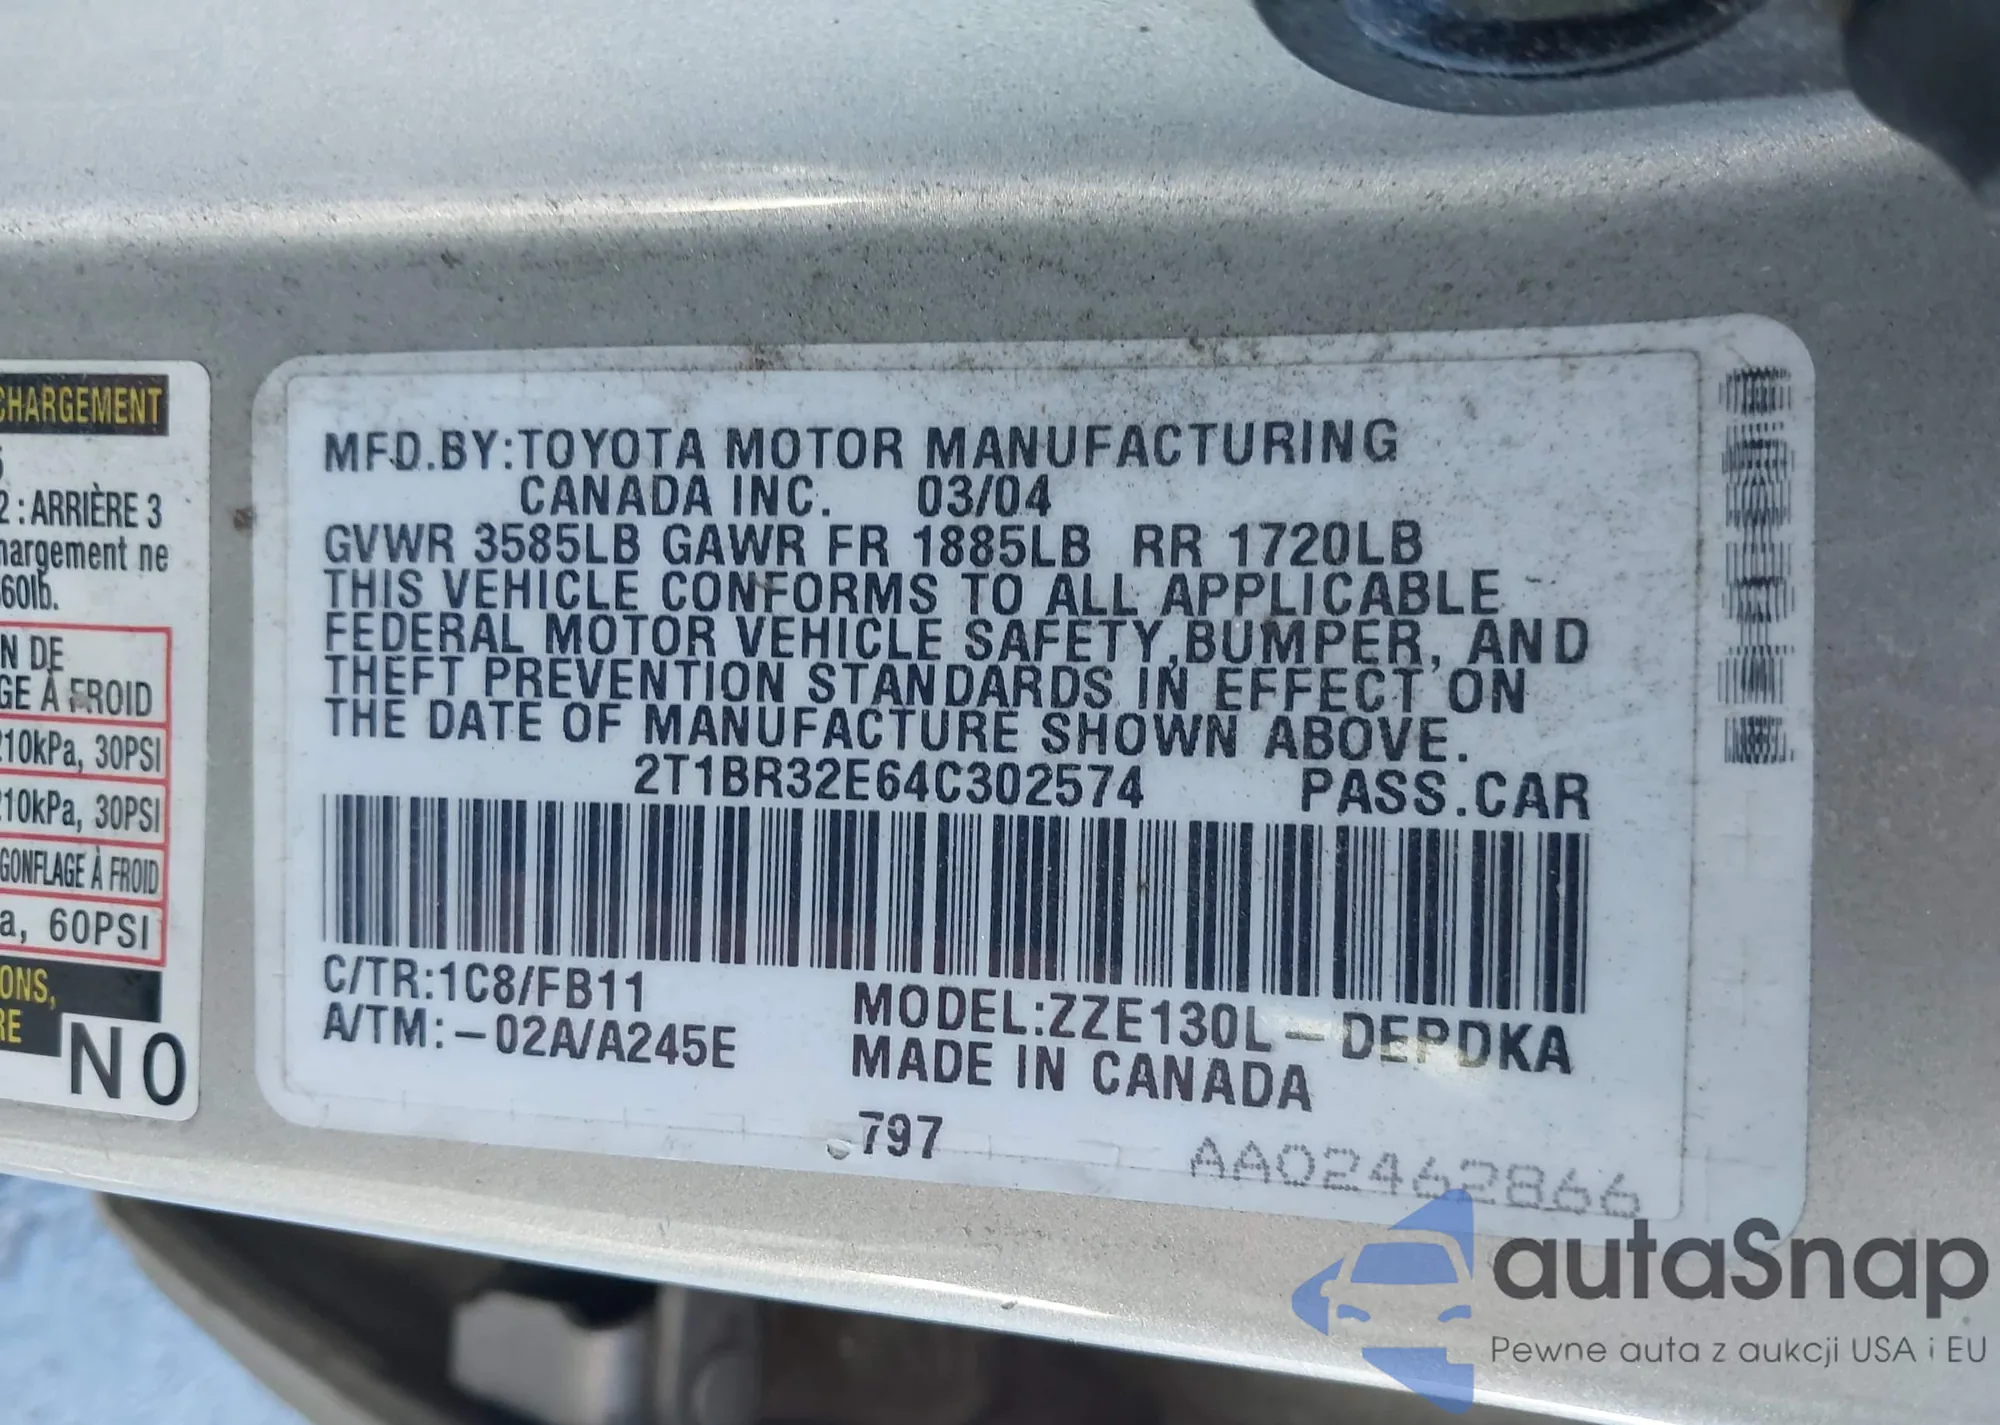 CHARGEMENT
2 : ARRIÈRE 3
hargement ne
60lb.
N DE
GE À FROID
210kPa, 30PSI
210kPa, 30PSI
GONFLAGE À FROID
a, 60PSI
ONS,
RE
N0
MFD.BY:TOYOTA MOTOR MANUFACTURING
CANADA INC. 03/04
GVWR 3585LB GAWR FR 1885LB RR 1720LB
THIS VEHICLE CONFORMS TO ALL APPLICABLE
FEDERAL MOTOR VEHICLE SAFETY,BUMPER, AND
THEFT PREVENTION STANDARDS IN EFFECT ON
THE DATE OF MANUFACTURE SHOWN ABOVE.
2T1BR32E64C302574 PASS.CAR
C/TR:1C8/FB11
A/TM:-02A/A245E
MODEL:ZZE130L-DEPDKA
MADE IN CANADA
797
AA02462866
autaSnap
Pewne auta z aukcji USA i EU